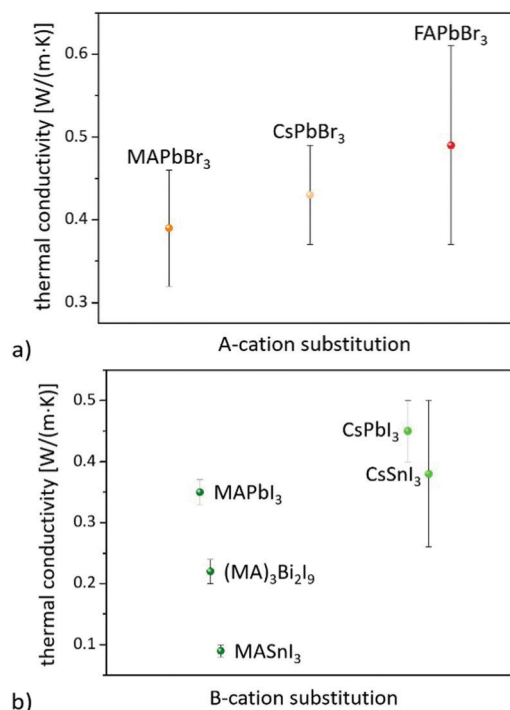 thermal conductivity [W/(m·K)]
0.6
0.5
0.4
0.3
MAPbBr₃
CsPbBr₃
FAPbBr₃
a)
A-cation substitution
thermal conductivity [W/(m·K)]
0.5
0.4
0.3
0.2
0.1
CsPbI₃
CsSnI₃
MAPbI₃
(MA)₃Bi₂I₉
MASnI₃
b)
B-cation substitution